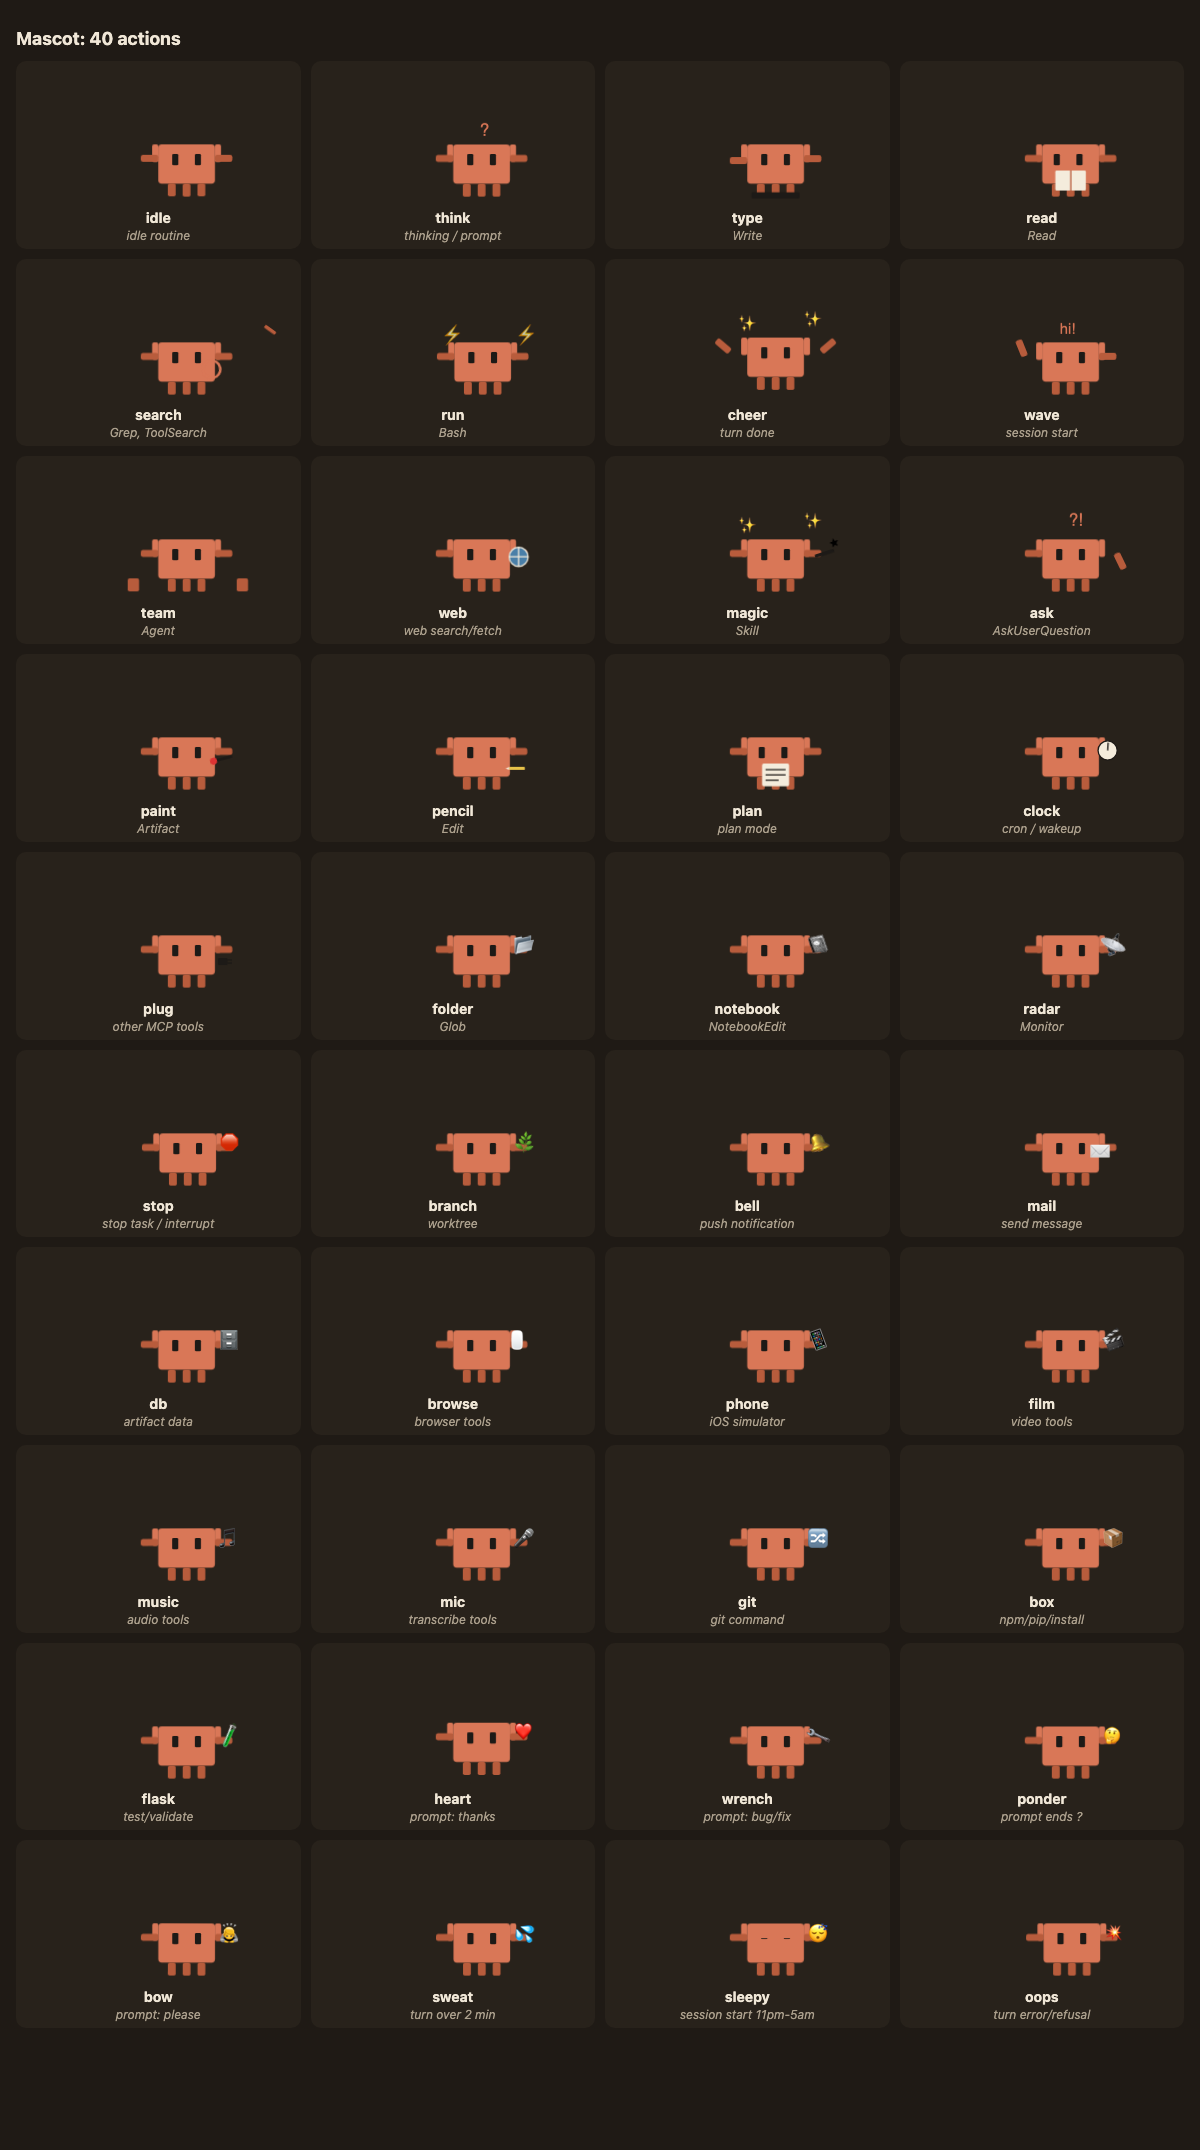 Mascot: 40 actions
?
idle
idle routine
think
thinking / prompt
type
Write
read
Read
hi!
search
Grep, ToolSearch
run
Bash
cheer
turn done
wave
session start
?!
team
Agent
web
web search/fetch
magic
Skill
ask
AskUserQuestion
paint
Artifact
pencil
Edit
plan
plan mode
clock
cron / wakeup
plug
other MCP tools
folder
Glob
notebook
NotebookEdit
radar
Monitor
stop
stop task / interrupt
branch
worktree
bell
push notification
mail
send message
db
artifact data
browse
browser tools
phone
iOS simulator
film
video tools
music
audio tools
mic
transcribe tools
git
git command
box
npm/pip/install
flask
test/validate
heart
prompt: thanks
wrench
prompt: bug/fix
ponder
prompt ends ?
bow
prompt: please
sweat
turn over 2 min
sleepy
session start 11pm-5am
oops
turn error/refusal